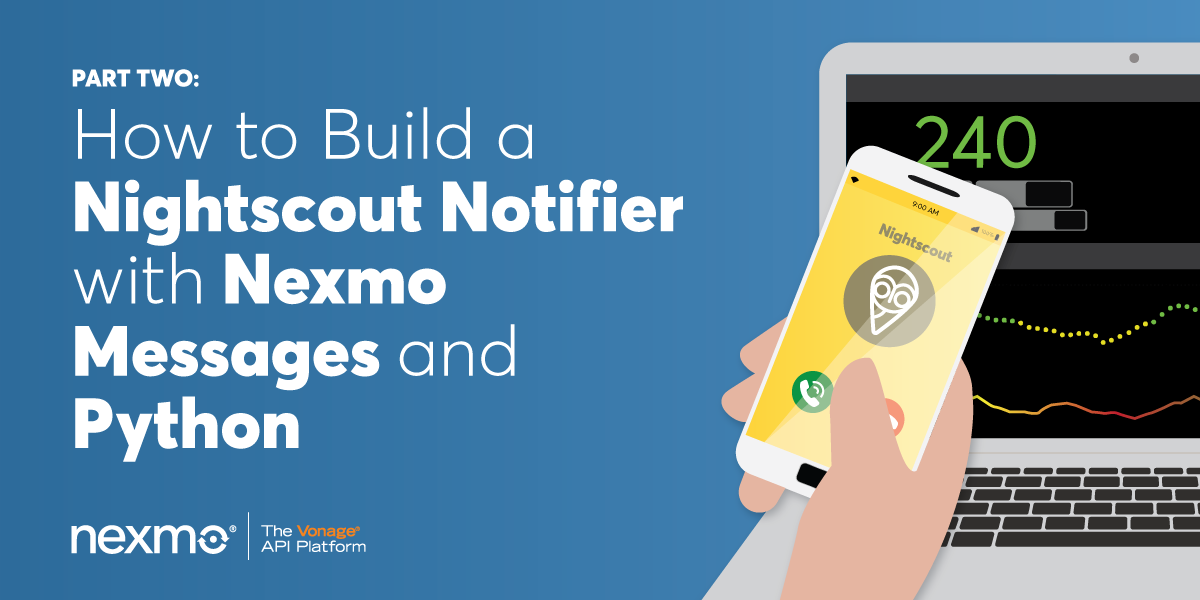 PART TWO:
How to Build a
Nightscout Notifier
with Nexmo
Messages and
Python
nexmo® | The Vonage®
API Platform
240
9:00 AM
Nightscout